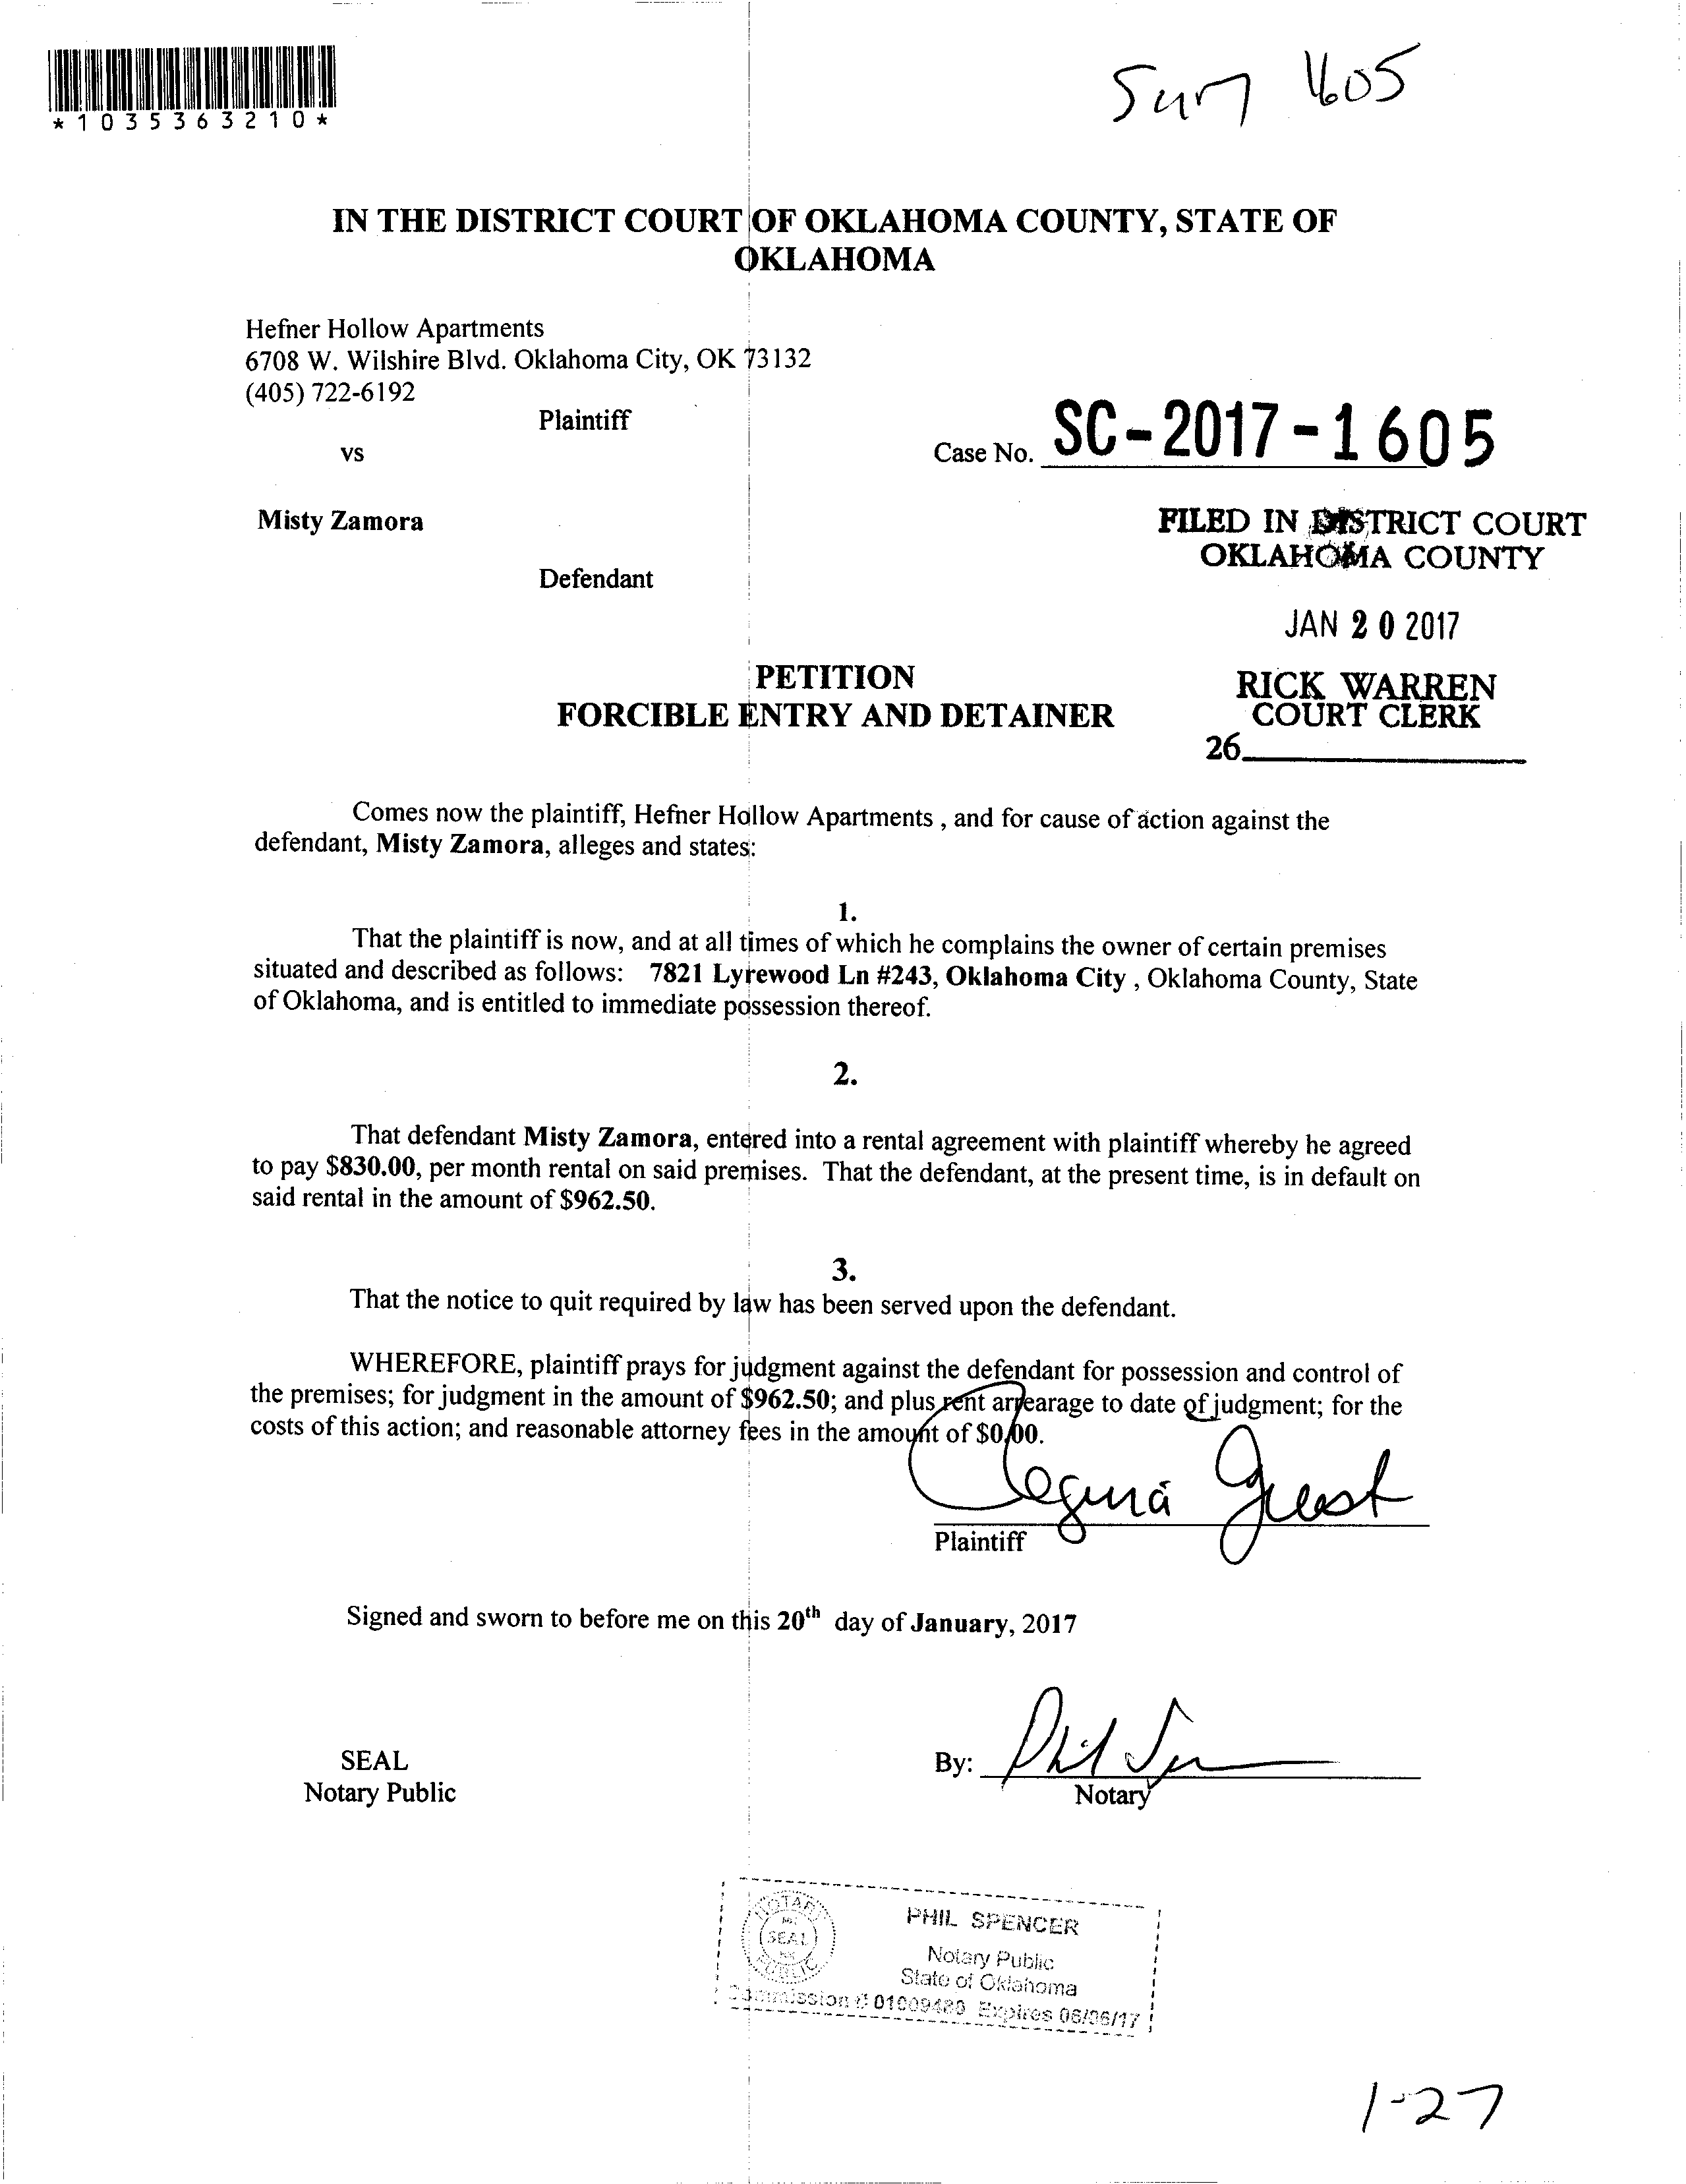 *1035363210*
1605
IN THE DISTRICT COURT OF OKLAHOMA COUNTY, STATE OF
OKLAHOMA
Hefner Hollow Apartments
6708 W. Wilshire Blvd. Oklahoma City, OK 73132
(405) 722-6192
Plaintiff
vs
Case No. SC-2017-1605
Misty Zamora
Defendant
FILED IN DISTRICT COURT
OKLAHOMA COUNTY
JAN 20 2017
RICK WARREN
COURT CLERK
26
PETITION
FORCIBLE ENTRY AND DETAINER
Comes now the plaintiff, Hefner Hollow Apartments , and for cause of action against the
defendant, Misty Zamora, alleges and states:
1.
That the plaintiff is now, and at all times of which he complains the owner of certain premises
situated and described as follows: 7821 Lyrewood Ln #243, Oklahoma City , Oklahoma County, State
of Oklahoma, and is entitled to immediate possession thereof.
2.
That defendant Misty Zamora, entered into a rental agreement with plaintiff whereby he agreed
to pay $830.00, per month rental on said premises. That the defendant, at the present time, is in default on
said rental in the amount of $962.50.
3.
That the notice to quit required by law has been served upon the defendant.
WHEREFORE, plaintiff prays for judgment against the defendant for possession and control of
the premises; for judgment in the amount of $962.50; and plus rent arrearage to date of judgment; for the
costs of this action; and reasonable attorney fees in the amount of $0.00.
Plaintiff
Signed and sworn to before me on this 20th day of January, 2017
SEAL
Notary Public
By:
Notary
NOTARY
SEAL
PUBLIC
PHIL SPENCER
Notary Public
State of Oklahoma
Commission # 01009480 Expires 06/06/17
1-27